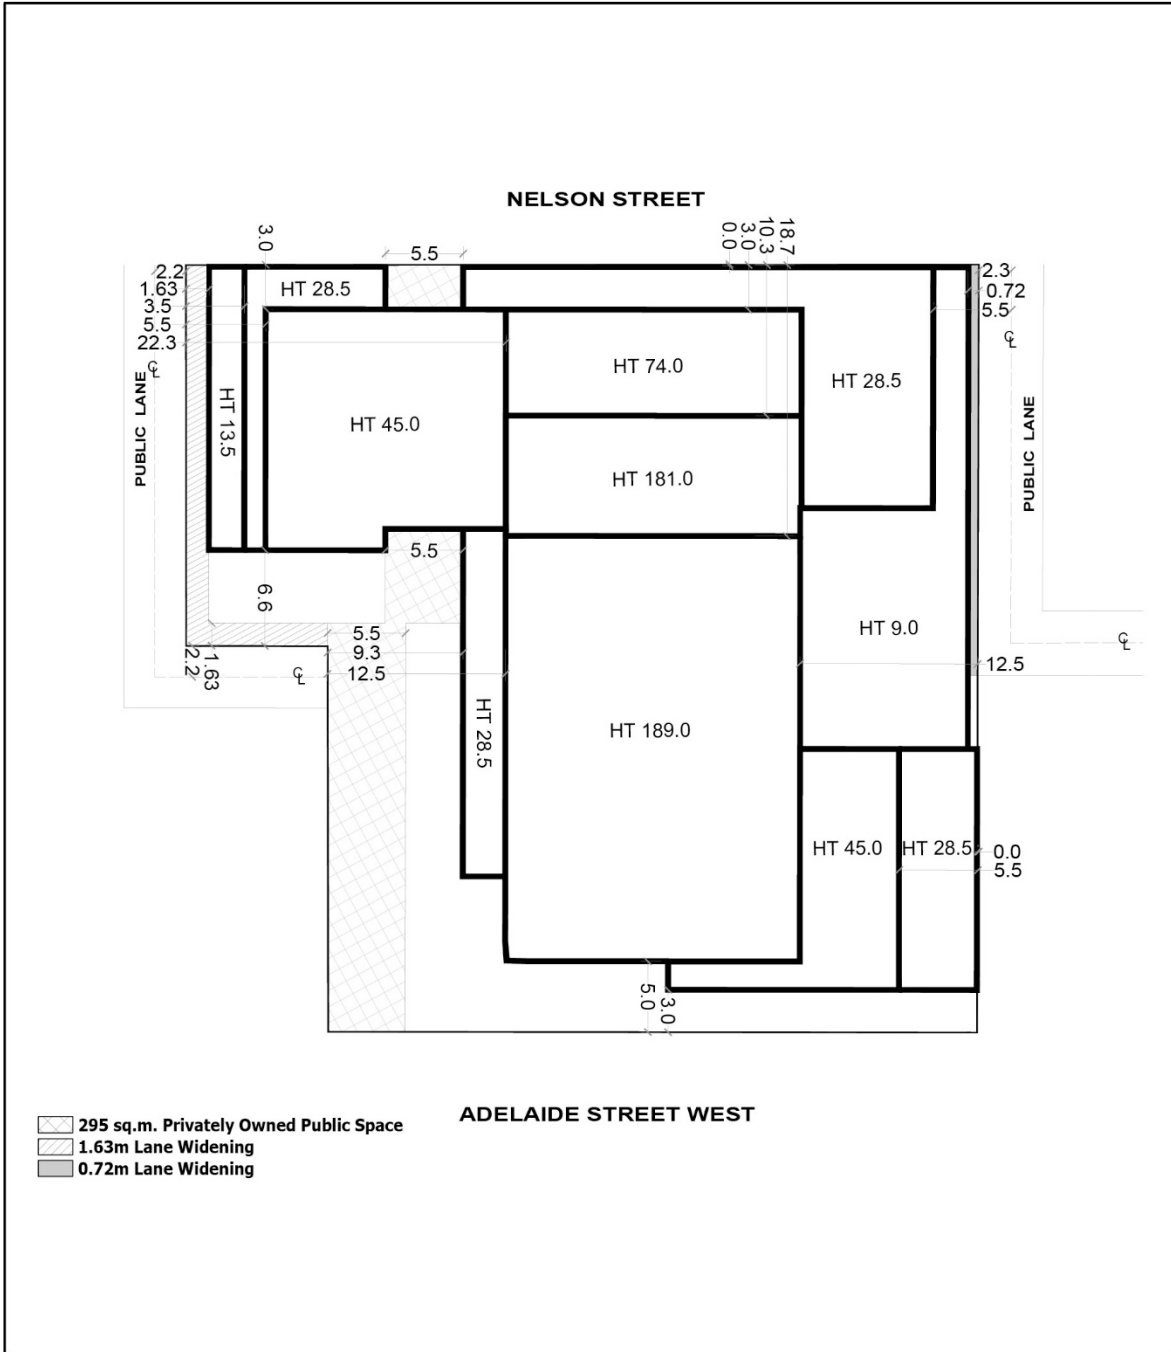 NELSON STREET
3.0
5.5
0.0
3.0
10.3
18.7
2.2
1.63
3.5
5.5
22.3
HT 28.5
2.3
0.72
5.5
℄
℄
PUBLIC LANE
HT 13.5
HT 45.0
HT 74.0
HT 28.5
PUBLIC LANE
HT 181.0
5.5
6.6
5.5
9.3
12.5
2.2
1.63
℄
HT 9.0
℄
12.5
HT 28.5
HT 189.0
HT 45.0
HT 28.5
0.0
5.5
5.0
3.0
ADELAIDE STREET WEST
295 sq.m. Privately Owned Public Space
1.63m Lane Widening
0.72m Lane Widening